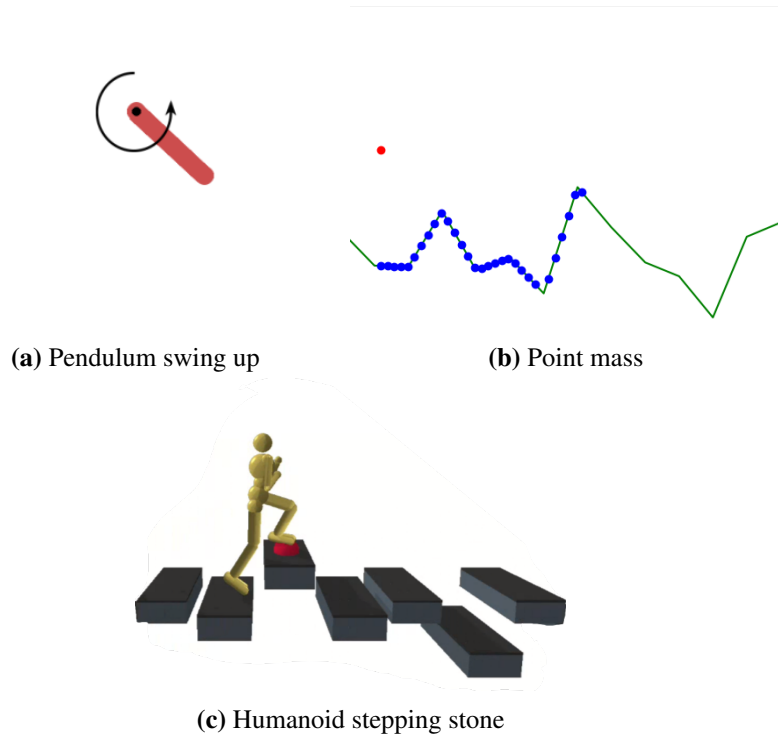 (a) Pendulum swing up
(b) Point mass
(c) Humanoid stepping stone